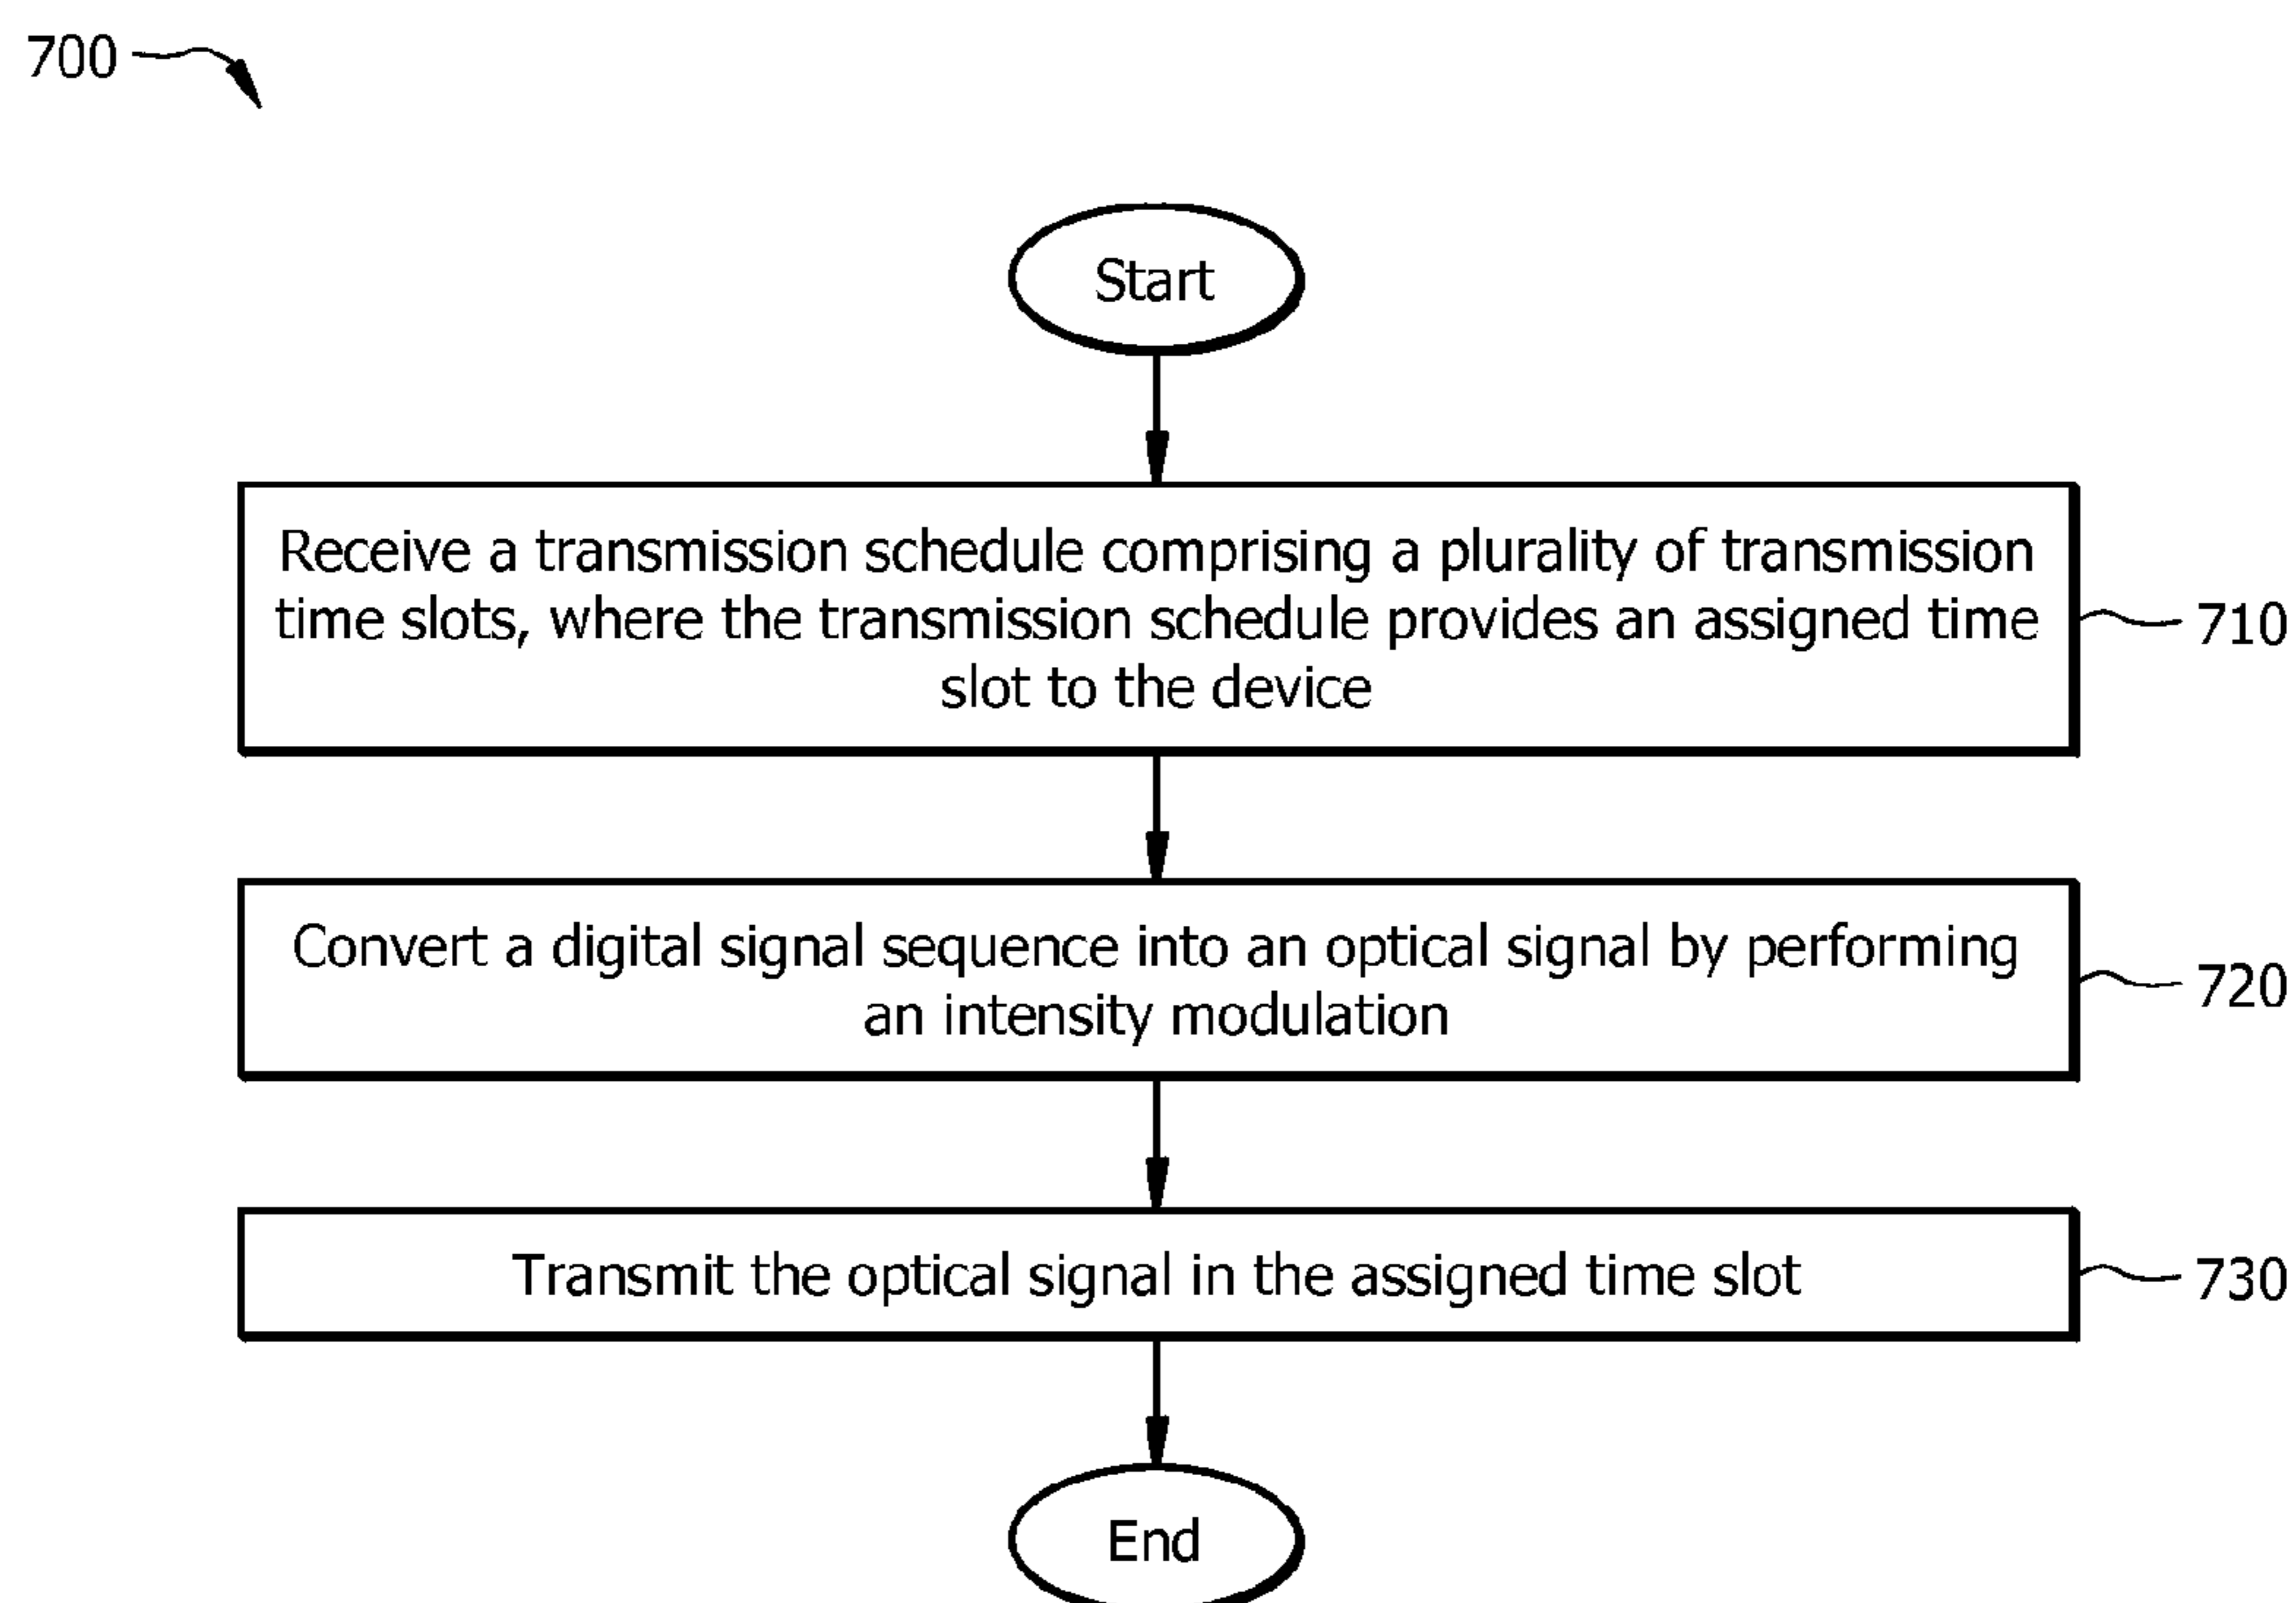 700
Start
Receive a transmission schedule comprising a plurality of transmission
time slots, where the transmission schedule provides an assigned time
slot to the device
710
Convert a digital signal sequence into an optical signal by performing
an intensity modulation
720
Transmit the optical signal in the assigned time slot
730
End